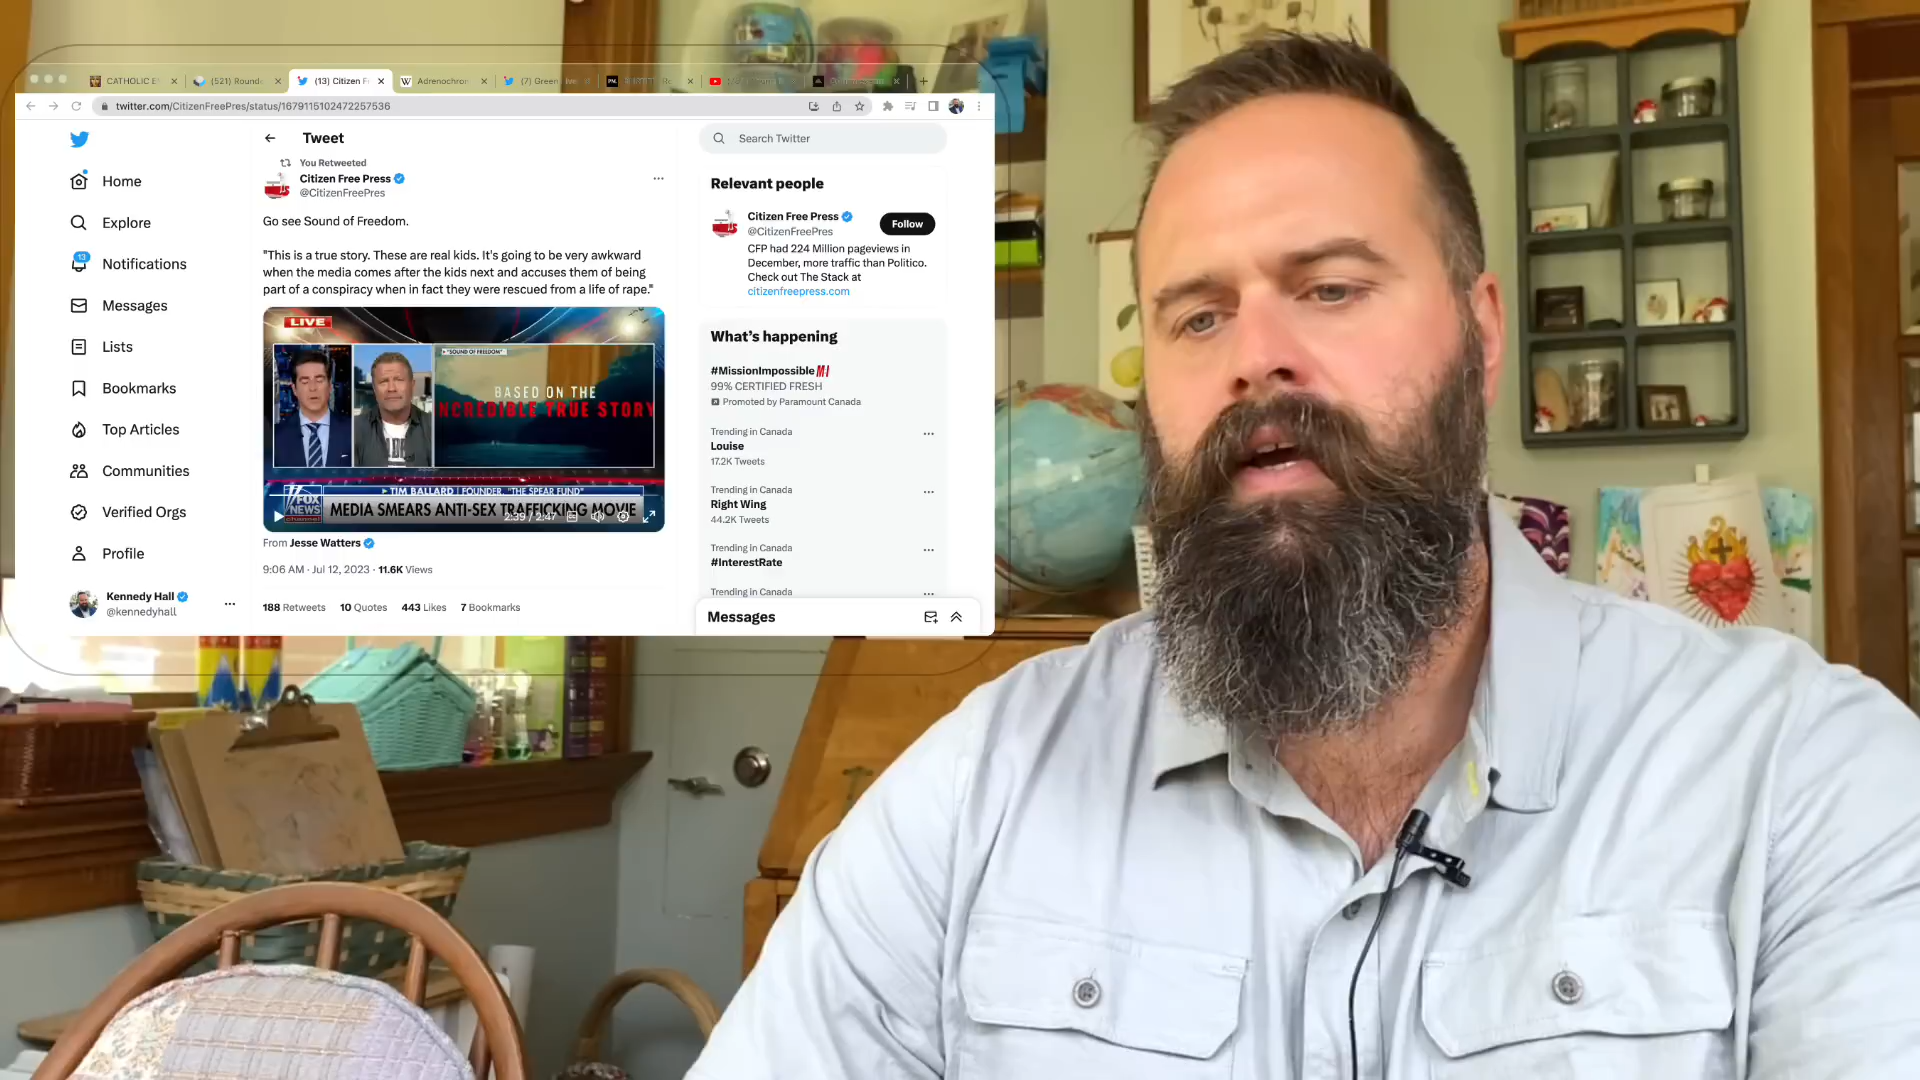 CATHOLIC E
(521) Round
(13) Citizen F
Adrenochror
(7) Green
twitter.com/CitizenFreePres/status/1679115102472257536
Tweet
Search Twitter
Home
Explore
13
Notifications
Messages
Lists
Bookmarks
Top Articles
Communities
Verified Orgs
Profile
Kennedy Hall
@kennedyhall
You Retweeted
Citizen Free Press
@CitizenFreePres
Go see Sound of Freedom.
"This is a true story. These are real kids. It's going to be very awkward
when the media comes after the kids next and accuses them of being
part of a conspiracy when in fact they were rescued from a life of rape."
LIVE
"SOUND OF FREEDOM"
BASED ON THE
NCREDIBLE TRUE STORY
TIM BALLARD | FOUNDER, "THE SPEAR FUND"
FOX
NEWS
channel
MEDIA SMEARS ANTI-SEX TRAFFICKING MOVIE
2:39 / 2:47
From Jesse Watters
9:06 AM · Jul 12, 2023 · 11.6K Views
188 Retweets 10 Quotes 443 Likes 7 Bookmarks
Relevant people
Citizen Free Press
@CitizenFreePres
Follow
CFP had 224 Million pageviews in
December, more traffic than Politico.
Check out The Stack at
citizenfreepress.com
What's happening
#MissionImpossible
99% CERTIFIED FRESH
Promoted by Paramount Canada
Trending in Canada
Louise
17.2K Tweets
Trending in Canada
Right Wing
44.2K Tweets
Trending in Canada
#InterestRate
Trending in Canada
Messages